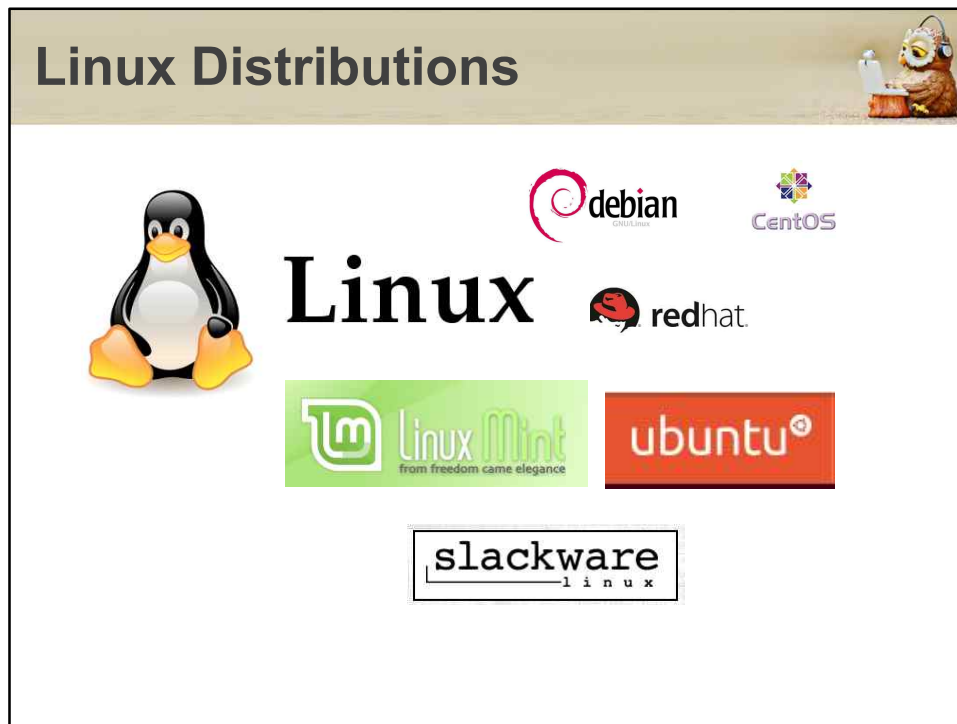 Linux Distributions
debian
GNU/Linux
CentOS
Linux
redhat.
Linux Mint
from freedom came elegance
ubuntu
slackware
linux